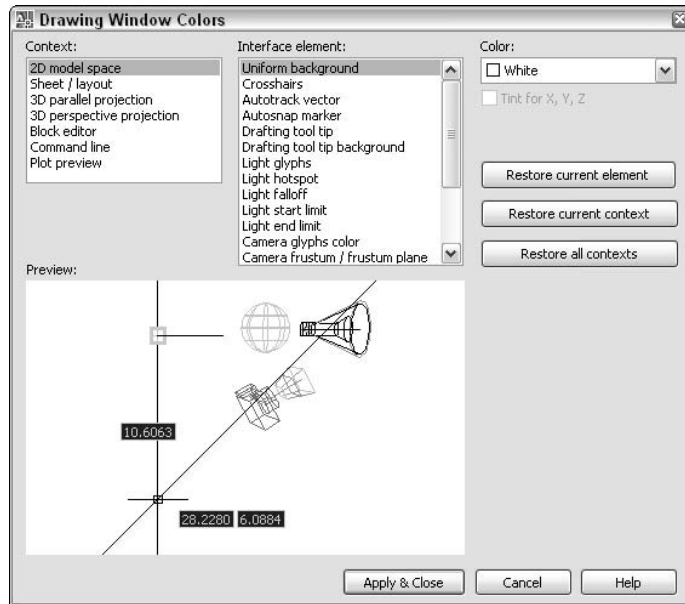 Drawing Window Colors
Context:
2D model space
Sheet / layout
3D parallel projection
3D perspective projection
Block editor
Command line
Plot preview
Interface element:
Uniform background
Crosshairs
Autotrack vector
Autosnap marker
Drafting tool tip
Drafting tool tip background
Light glyphs
Light hotspot
Light falloff
Light start limit
Light end limit
Camera glyphs color
Camera frustum / frustum plane
Color:
White
Tint for X, Y, Z
Restore current element
Restore current context
Restore all contexts
Preview:
10.6063
28.2280 6.0884
Apply & Close
Cancel
Help